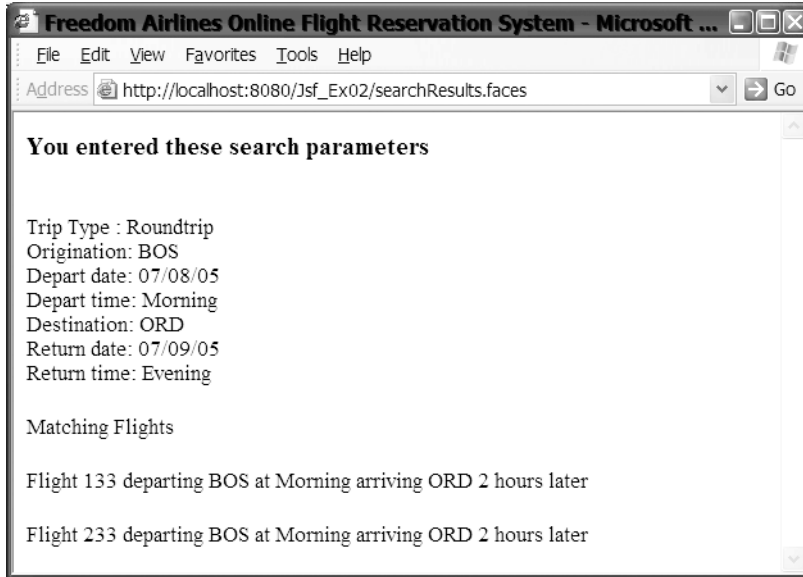 Freedom Airlines Online Flight Reservation System - Microsoft ...
File Edit View Favorites Tools Help
Address http://localhost:8080/Jsf_Ex02/searchResults.faces Go
You entered these search parameters
Trip Type : Roundtrip
Origination: BOS
Depart date: 07/08/05
Depart time: Morning
Destination: ORD
Return date: 07/09/05
Return time: Evening
Matching Flights
Flight 133 departing BOS at Morning arriving ORD 2 hours later
Flight 233 departing BOS at Morning arriving ORD 2 hours later